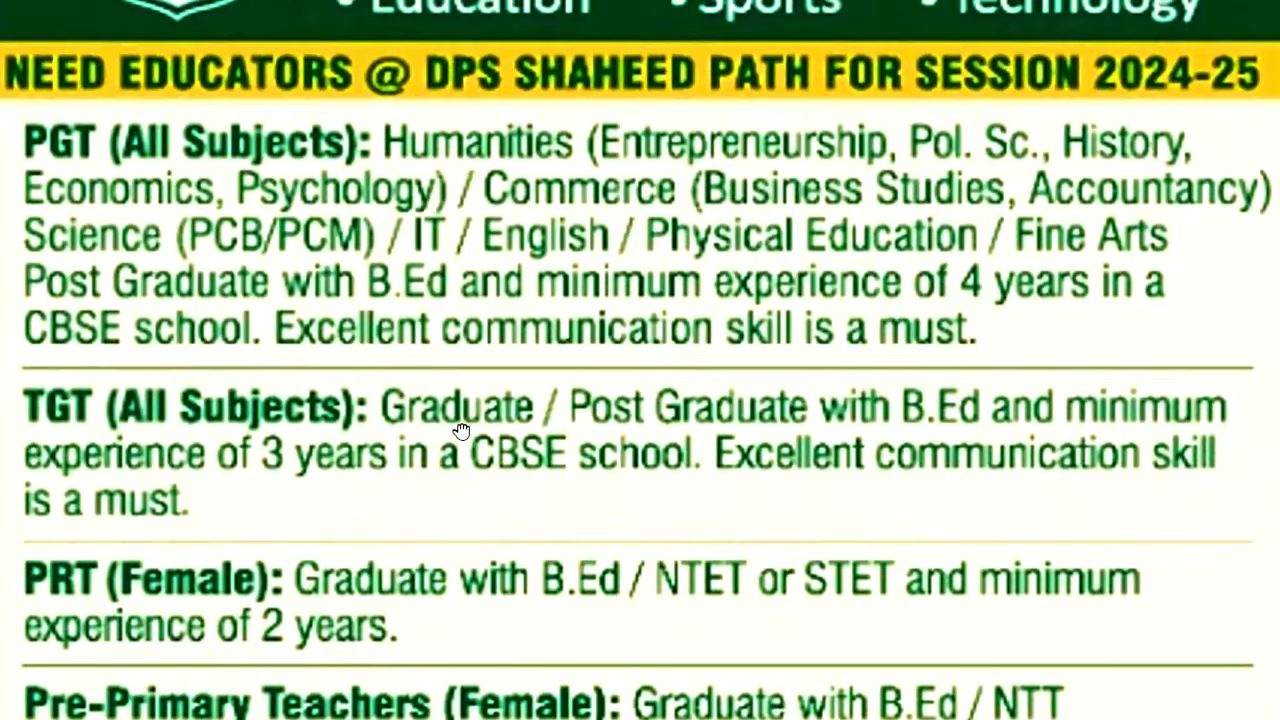 • Education • Sports • Technology
NEED EDUCATORS @ DPS SHAHEED PATH FOR SESSION 2024-25
PGT (All Subjects): Humanities (Entrepreneurship, Pol. Sc., History,
Economics, Psychology) / Commerce (Business Studies, Accountancy)
Science (PCB/PCM) / IT / English / Physical Education / Fine Arts
Post Graduate with B.Ed and minimum experience of 4 years in a
CBSE school. Excellent communication skill is a must.
TGT (All Subjects): Graduate / Post Graduate with B.Ed and minimum
experience of 3 years in a CBSE school. Excellent communication skill
is a must.
PRT (Female): Graduate with B.Ed / NTET or STET and minimum
experience of 2 years.
Pre-Primary Teachers (Female): Graduate with B.Ed / NTT